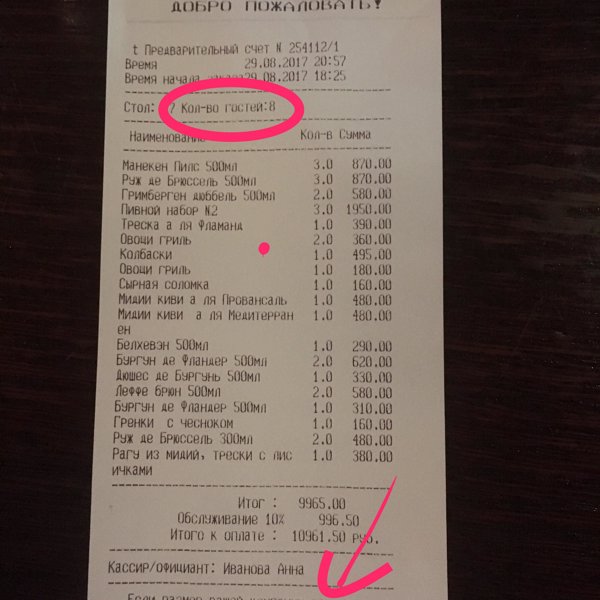 ДОБРО ПОЖАЛОВАТЬ!
t Предварительный счет N 254112/1
Время 29.08.2017 20:57
Время начала 29.08.2017 18:25
Стол: 7 Кол-во гостей:8
Наименование Кол-в Сумма
Манекен Пилс 500мл 3.0 870.00
Руж де Брюссель 500мл 3.0 870.00
Гримберген дюббель 500мл 2.0 580.00
Пивной набор N2 3.0 1950.00
Треска а ля Фламанд 1.0 390.00
Овощи гриль 2.0 360.00
Колбаски 1.0 495.00
Овощи гриль 1.0 180.00
Сырная соломка 1.0 160.00
Мидии киви а ля Провансаль 1.0 480.00
Мидии киви а ля Медитерран 1.0 480.00
ен
Белхевэн 500мл 1.0 290.00
Бургун де Фландер 500мл 2.0 620.00
Дюшес де Бургунь 500мл 1.0 330.00
Леффе брюн 500мл 2.0 580.00
Бургун де Фландер 500мл 1.0 310.00
Гренки с чесноком 1.0 160.00
Руж де Брюссель 300мл 2.0 480.00
Рагу из мидий, трески с лис 1.0 380.00
ичками
Итог : 9965.00
Обслуживание 10% 996.50
Итого к оплате : 10961.50 Руб.
Кассир/официант: Иванова Анна
Если размер вашей